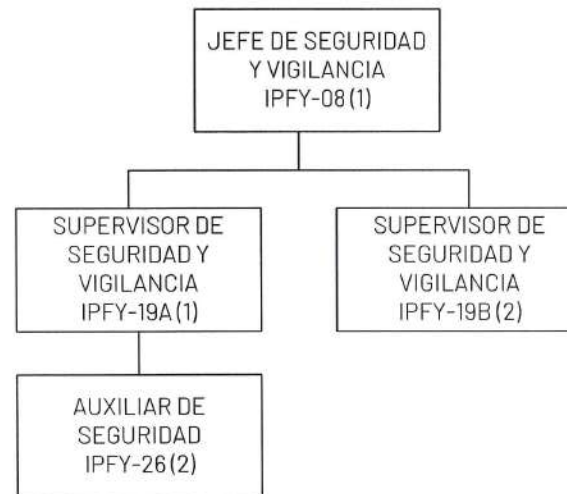 JEFE DE SEGURIDAD
Y VIGILANCIA
IPFY-08 (1)
SUPERVISOR DE
SEGURIDAD Y
VIGILANCIA
IPFY-19A (1)
SUPERVISOR DE
SEGURIDAD Y
VIGILANCIA
IPFY-19B (2)
AUXILIAR DE
SEGURIDAD
IPFY-26 (2)